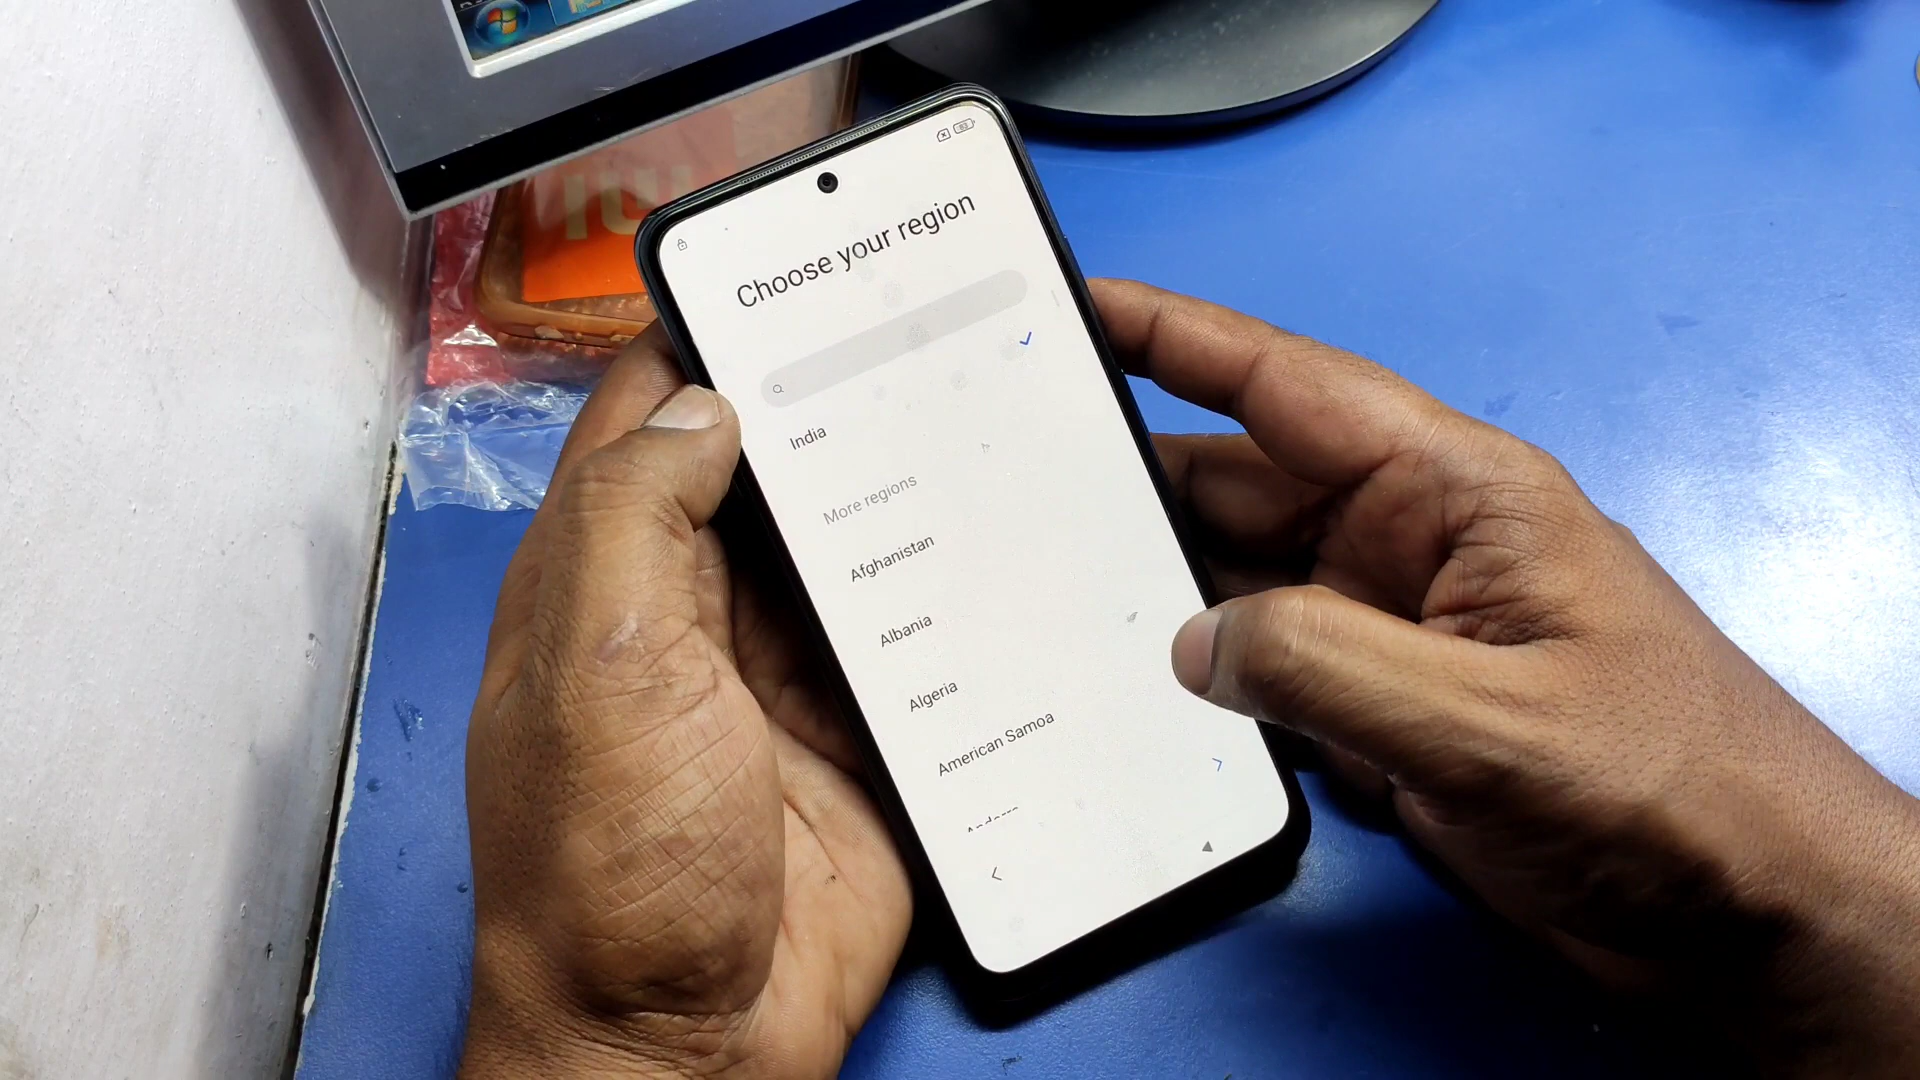 Choose your region
India
More regions
Afghanistan
Albania
Algeria
American Samoa